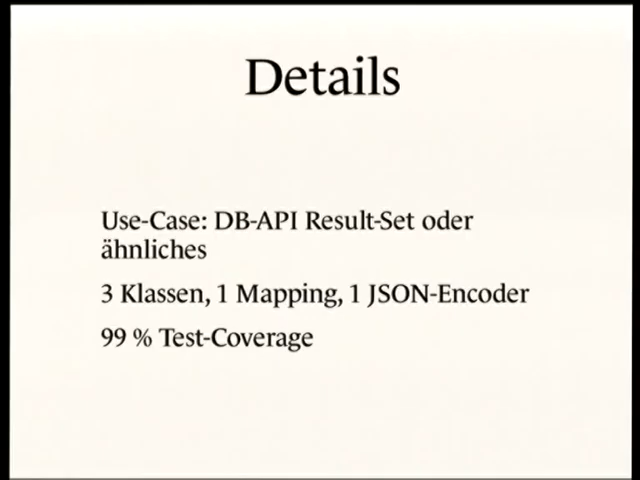 Details
Use-Case: DB-API Result-Set oder
ähnliches
3 Klassen, 1 Mapping, 1 JSON-Encoder
99 % Test-Coverage